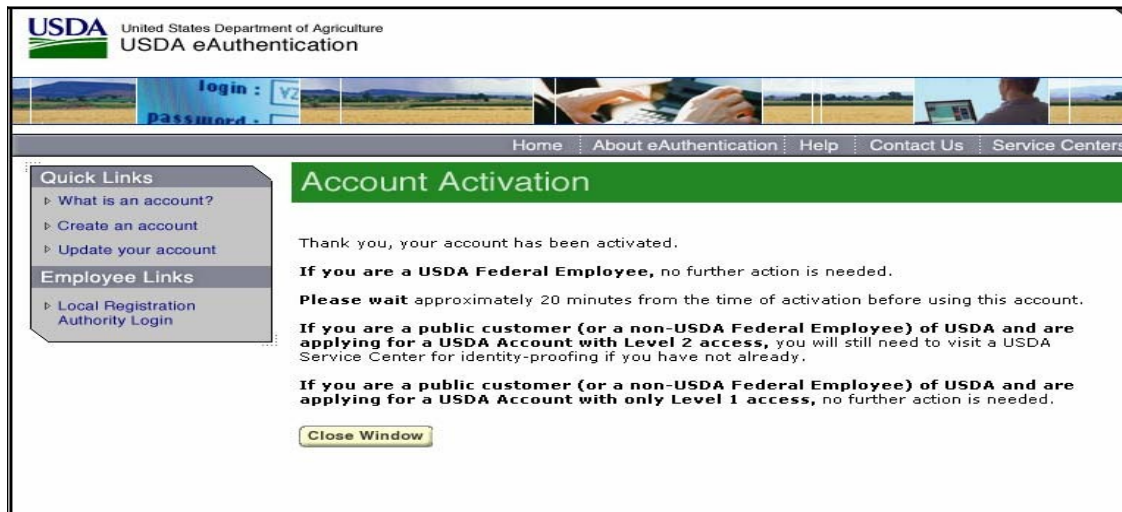 USDA
United States Department of Agriculture
USDA eAuthentication
login :
password :
Home
About eAuthentication
Help
Contact Us
Service Centers
Quick Links
What is an account?
Create an account
Update your account
Employee Links
Local Registration
Authority Login
Account Activation
Thank you, your account has been activated.
If you are a USDA Federal Employee, no further action is needed.
Please wait approximately 20 minutes from the time of activation before using this account.
If you are a public customer (or a non-USDA Federal Employee) of USDA and are
applying for a USDA Account with Level 2 access, you will still need to visit a USDA
Service Center for identity-proofing if you have not already.
If you are a public customer (or a non-USDA Federal Employee) of USDA and are
applying for a USDA Account with only Level 1 access, no further action is needed.
Close Window